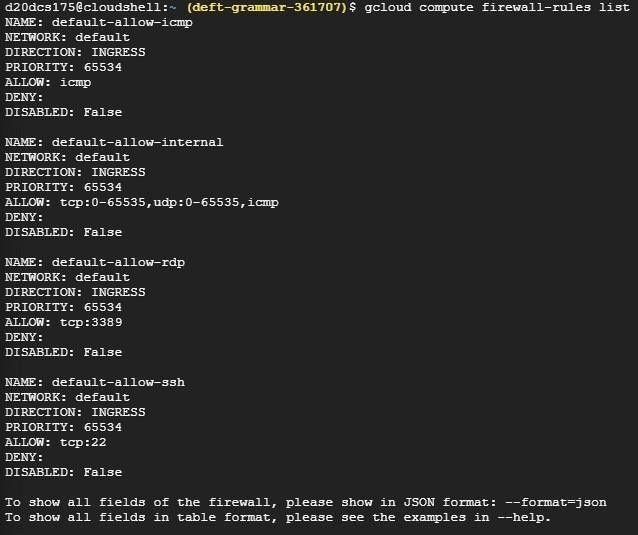 d20dcs175@cloudshell:~ (deft-grammar-361707)$ gcloud compute firewall-rules list
NAME: default-allow-icmp
NETWORK: default
DIRECTION: INGRESS
PRIORITY: 65534
ALLOW: icmp
DENY:
DISABLED: False

NAME: default-allow-internal
NETWORK: default
DIRECTION: INGRESS
PRIORITY: 65534
ALLOW: tcp:0-65535,udp:0-65535,icmp
DENY:
DISABLED: False

NAME: default-allow-rdp
NETWORK: default
DIRECTION: INGRESS
PRIORITY: 65534
ALLOW: tcp:3389
DENY:
DISABLED: False

NAME: default-allow-ssh
NETWORK: default
DIRECTION: INGRESS
PRIORITY: 65534
ALLOW: tcp:22
DENY:
DISABLED: False

To show all fields of the firewall, please show in JSON format: --format=json
To show all fields in table format, please see the examples in --help.